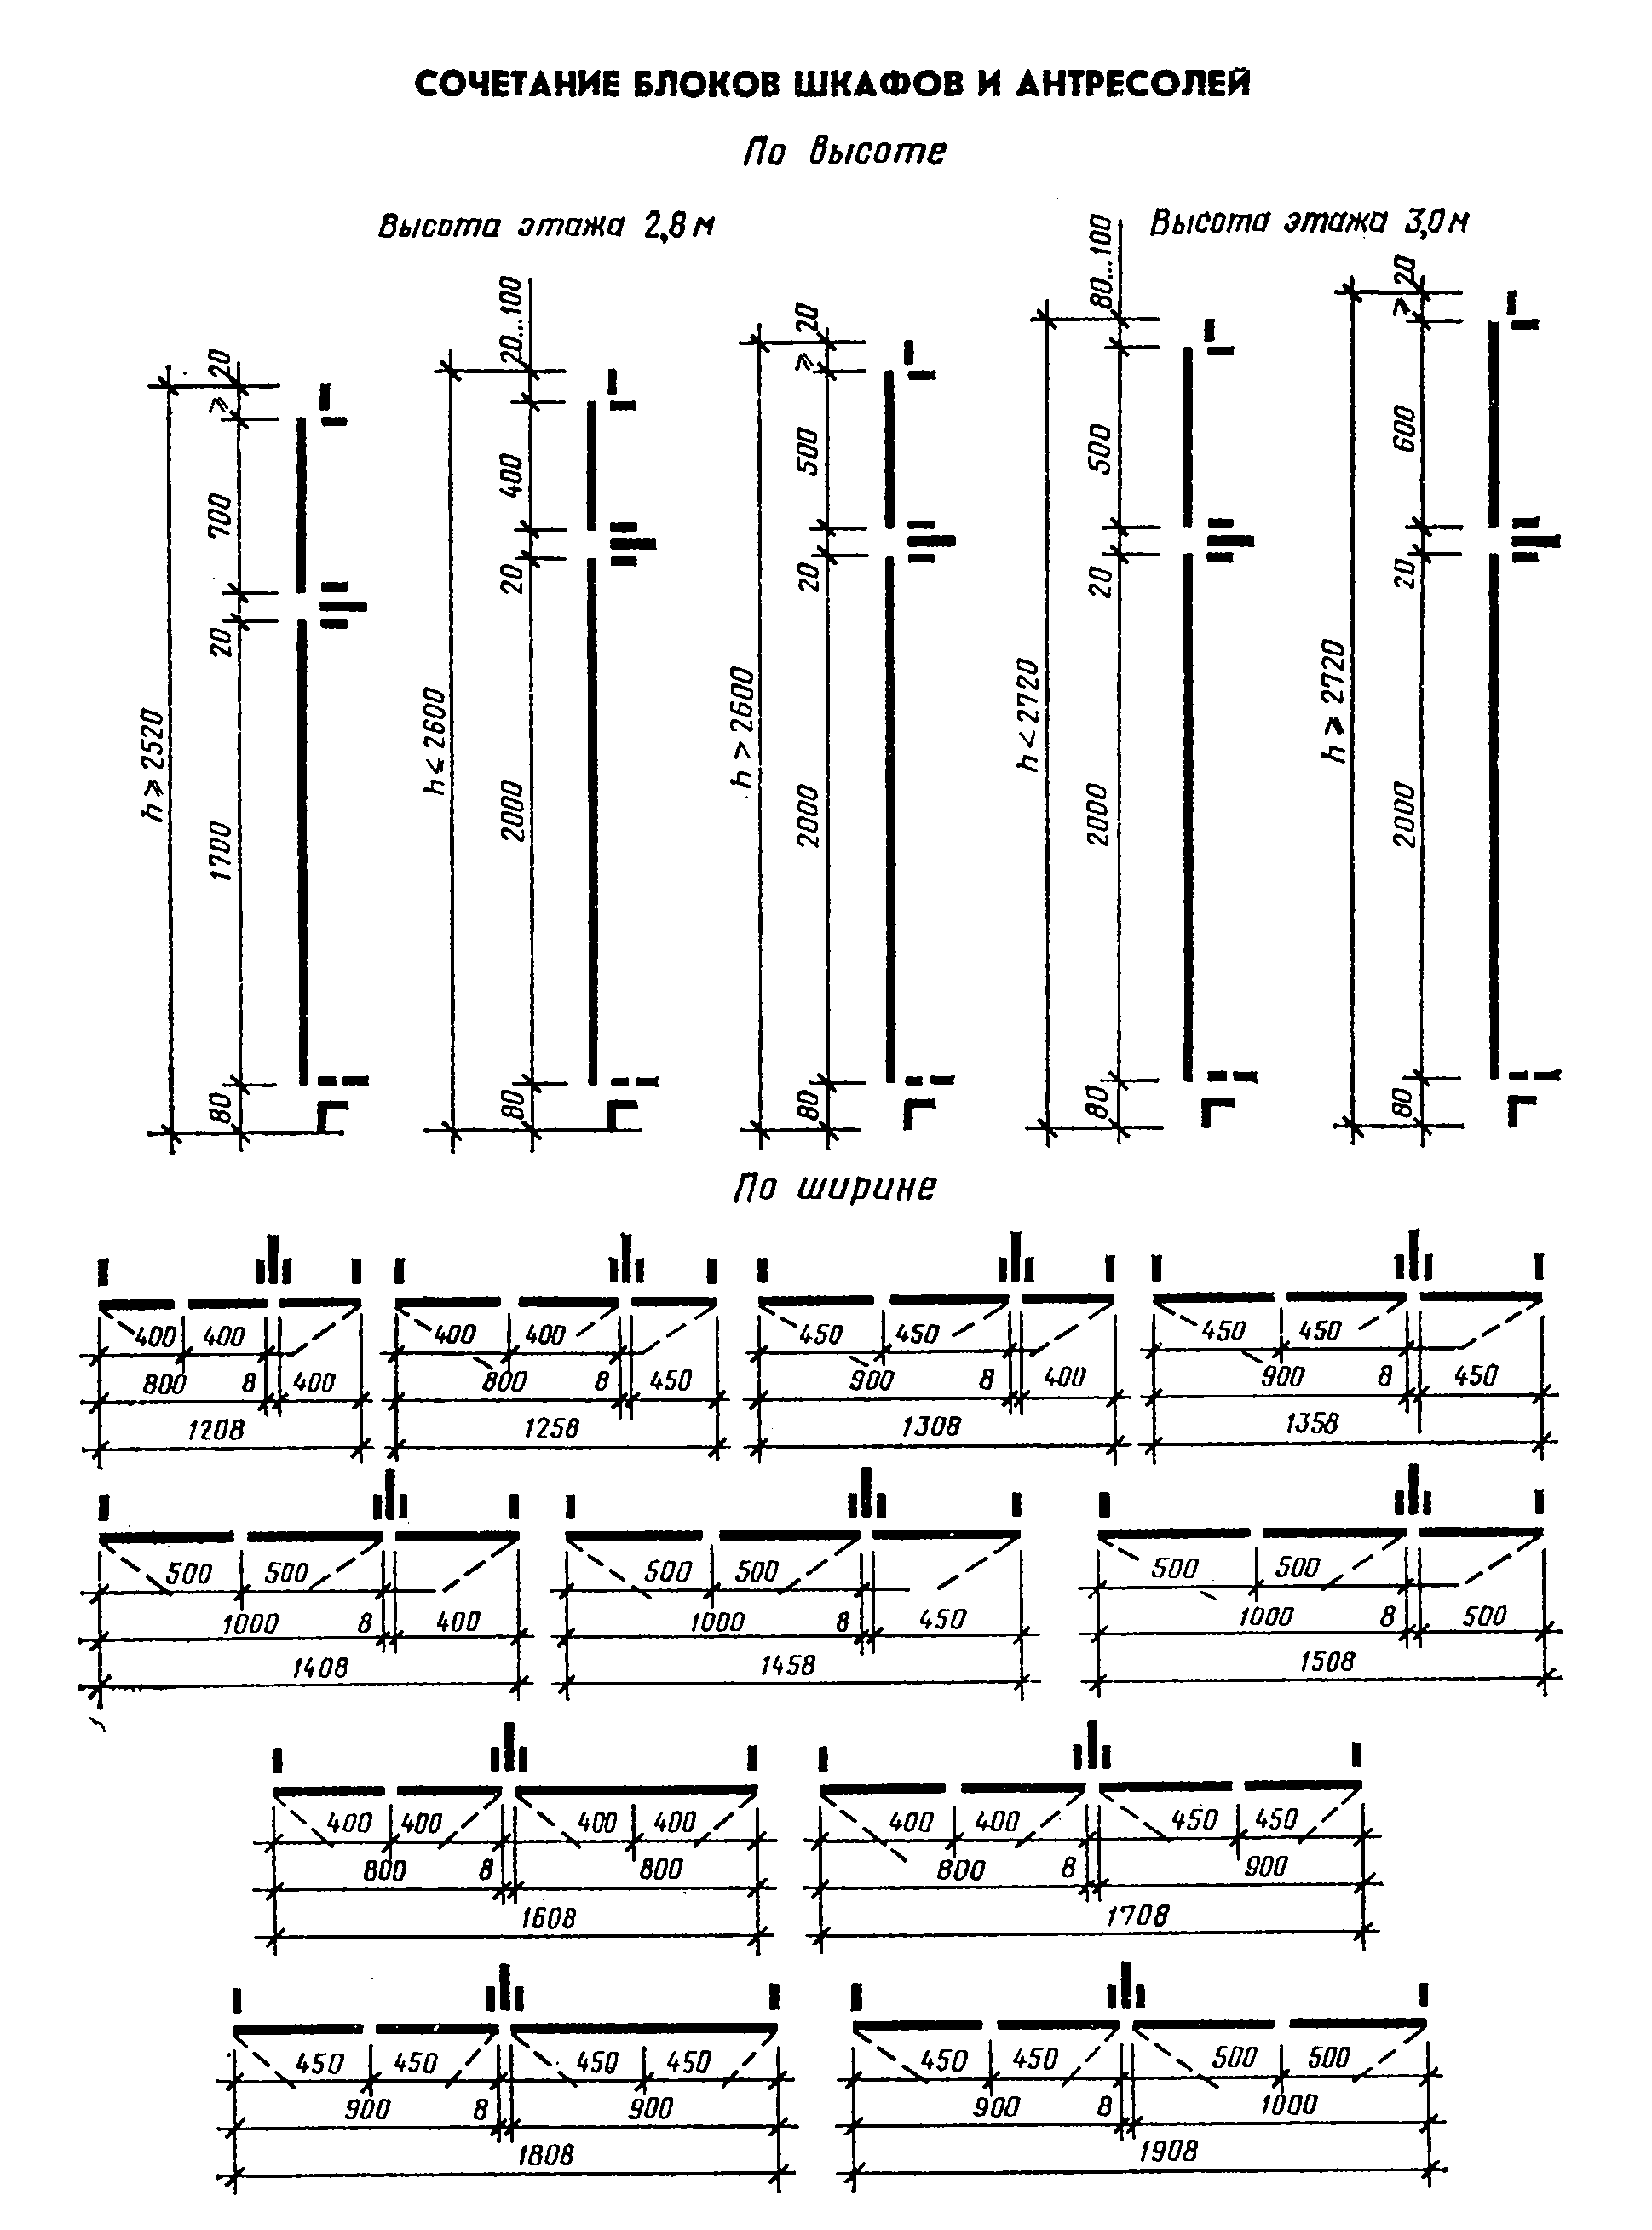 СОЧЕТАНИЕ БЛОКОВ ШКАФОВ И АНТРЕСОЛЕЙ
По высоте
Высота этажа 2,8 м
Высота этажа 3,0 м
h ⩾ 2520
⩾ 20
700
20
1700
80
h ⩽ 2600
20...100
400
20
2000
80
h > 2600
⩾ 20
500
20
2000
80
h < 2720
80...100
500
20
2000
80
h ⩾ 2720
⩾ 20
600
20
2000
80
По ширине
400 400
800 8 400
1208
400 400
800 8 450
1258
450 450
900 8 400
1308
450 450
900 8 450
1358
500 500
1000 8 400
1408
500 500
1000 8 450
1458
500 500
1000 8 500
1508
400 400 400 400
800 8 800
1608
400 400 450 450
800 8 900
1708
450 450 450 450
900 8 900
1808
450 450 500 500
900 8 1000
1908